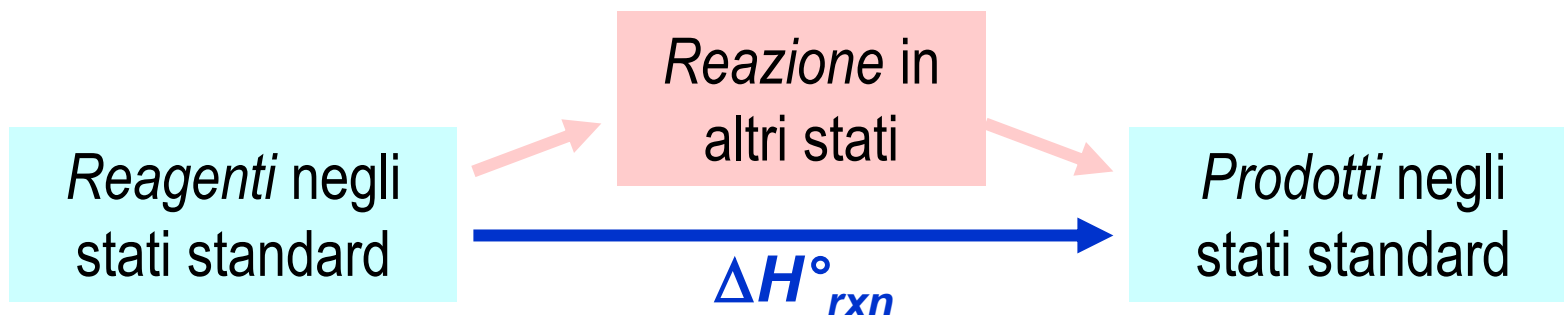 Reazione in
altri stati
Reagenti negli
stati standard
Prodotti negli
stati standard
ΔH°rxn